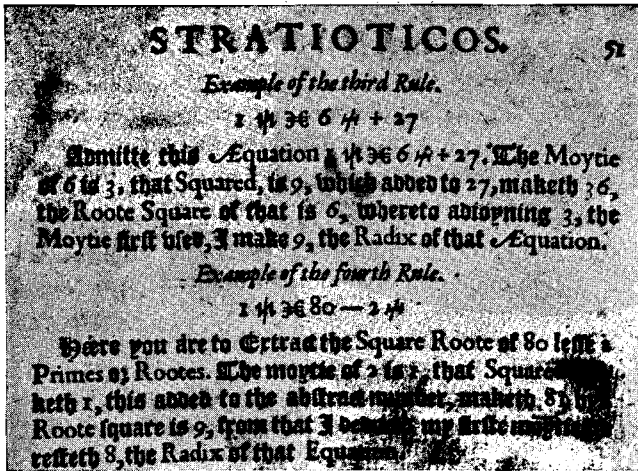 STRATIOTICOS. 51
Example of the third Rule.
6 + 27
Admitte this Æquation 6 + 27. The Moytie
of 6 is 3, that Squared, is 9, which added to 27, maketh 36,
the Roote Square of that is 6, whereto adioyning 3, the
Moytie first vsed, I make 9, the Radix of that Æquation.
Example of the fourth Rule.
80 — 2
Heere you are to Extract the Square Roote of 80 lesse 2
Primes or Rootes. The moytie of 2 is 1, that Square
keth 1, this added to the abstract number, maketh 81,
Roote square is 9, from that I my first
resteth 8, the Radix of that Equation.